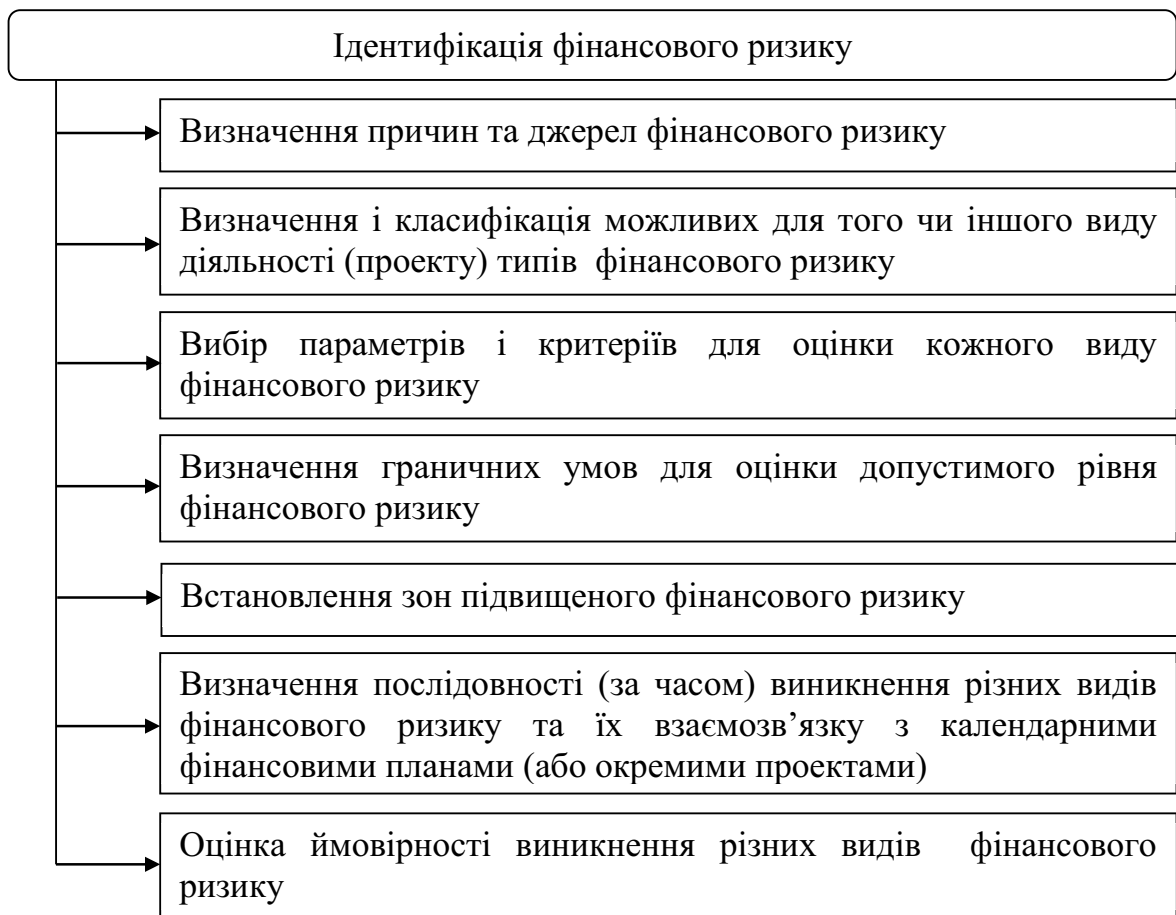 Ідентифікація фінансового ризику
Визначення причин та джерел фінансового ризику
Визначення і класифікація можливих для того чи іншого виду
діяльності (проекту) типів фінансового ризику
Вибір параметрів і критеріїв для оцінки кожного виду
фінансового ризику
Визначення граничних умов для оцінки допустимого рівня
фінансового ризику
Встановлення зон підвищеного фінансового ризику
Визначення послідовності (за часом) виникнення різних видів
фінансового ризику та їх взаємозв’язку з календарними
фінансовими планами (або окремими проектами)
Оцінка ймовірності виникнення різних видів фінансового
ризику